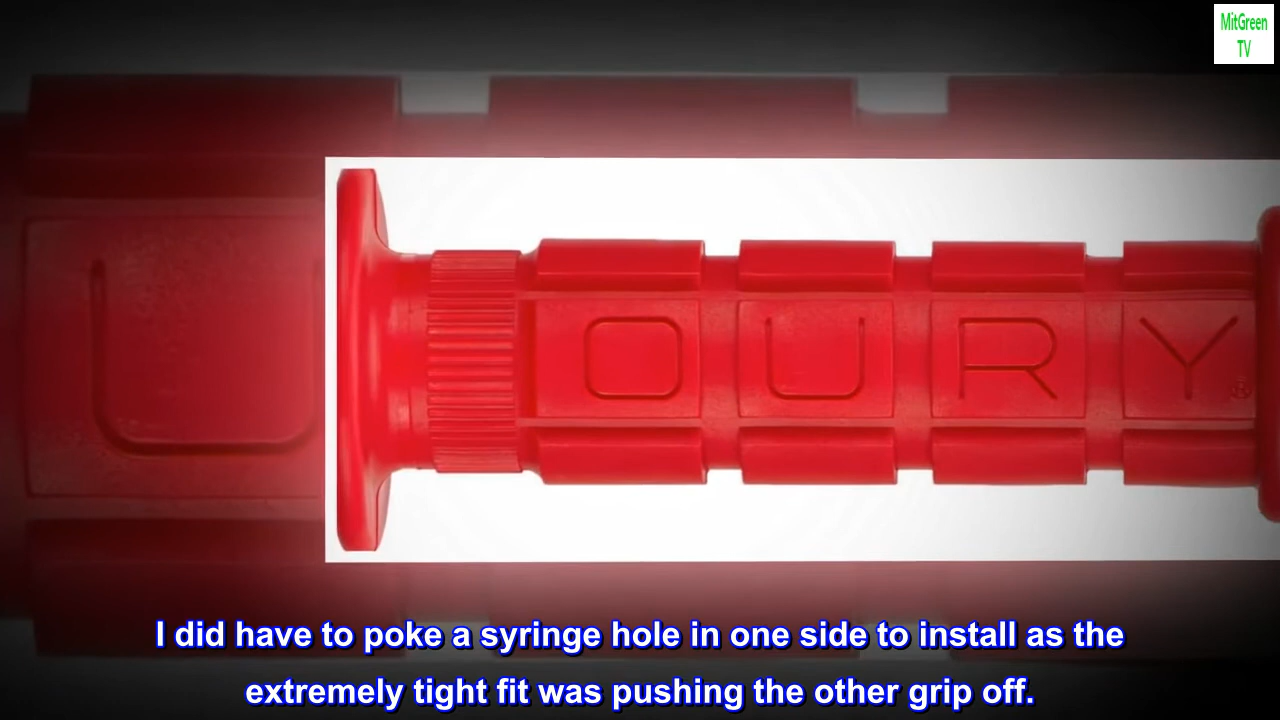 MitGreen
TV
OURY
I did have to poke a syringe hole in one side to install as the
extremely tight fit was pushing the other grip off.